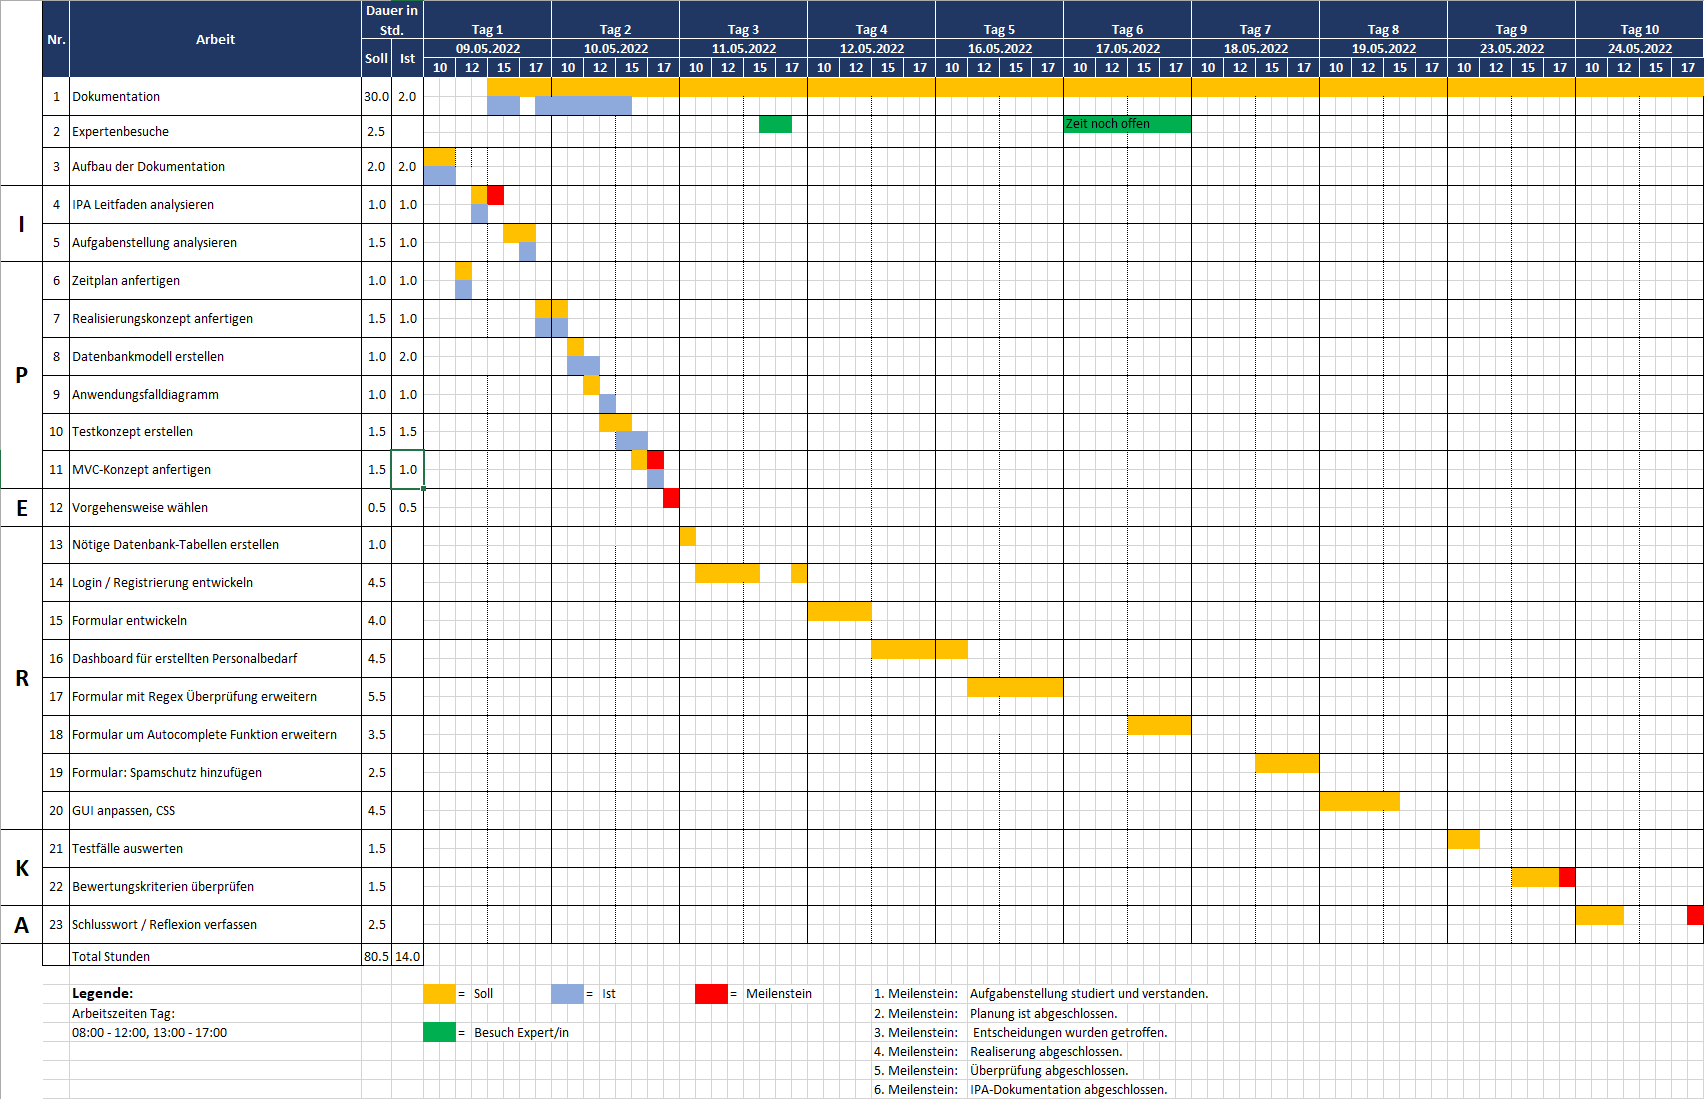 Nr.
Arbeit
Dauer in
Std.
Soll Ist
Tag 1 Tag 2 Tag 3 Tag 4 Tag 5 Tag 6 Tag 7 Tag 8 Tag 9 Tag 10
09.05.2022 10.05.2022 11.05.2022 12.05.2022 16.05.2022 17.05.2022 18.05.2022 19.05.2022 23.05.2022 24.05.2022
10 12 15 17 10 12 15 17 10 12 15 17 10 12 15 17 10 12 15 17 10 12 15 17 10 12 15 17 10 12 15 17 10 12 15 17 10 12 15 17
1 Dokumentation 30.0 2.0
2 Expertenbesuche 2.5 Zeit noch offen
3 Aufbau der Dokumentation 2.0 2.0
I
4 IPA Leitfaden analysieren 1.0 1.0
5 Aufgabenstellung analysieren 1.5 1.0
P
6 Zeitplan anfertigen 1.0 1.0
7 Realisierungskonzept anfertigen 1.5 1.0
8 Datenbankmodell erstellen 1.0 2.0
9 Anwendungsfalldiagramm 1.0 1.0
10 Testkonzept erstellen 1.5 1.5
11 MVC-Konzept anfertigen 1.5 1.0
E
12 Vorgehensweise wählen 0.5 0.5
R
13 Nötige Datenbank-Tabellen erstellen 1.0
14 Login / Registrierung entwickeln 4.5
15 Formular entwickeln 4.0
16 Dashboard für erstellten Personalbedarf 4.5
17 Formular mit Regex Überprüfung erweitern 5.5
18 Formular um Autocomplete Funktion erweitern 3.5
19 Formular: Spamschutz hinzufügen 2.5
20 GUI anpassen, CSS 4.5
K
21 Testfälle auswerten 1.5
22 Bewertungskriterien überprüfen 1.5
A
23 Schlusswort / Reflexion verfassen 2.5
Total Stunden 80.5 14.0
Legende:
Arbeitszeiten Tag:
08:00 - 12:00, 13:00 - 17:00
= Soll = Ist = Meilenstein
= Besuch Expert/in
1. Meilenstein: Aufgabenstellung studiert und verstanden.
2. Meilenstein: Planung ist abgeschlossen.
3. Meilenstein: Entscheidungen wurden getroffen.
4. Meilenstein: Realiserung abgeschlossen.
5. Meilenstein: Überprüfung abgeschlossen.
6. Meilenstein: IPA-Dokumentation abgeschlossen.